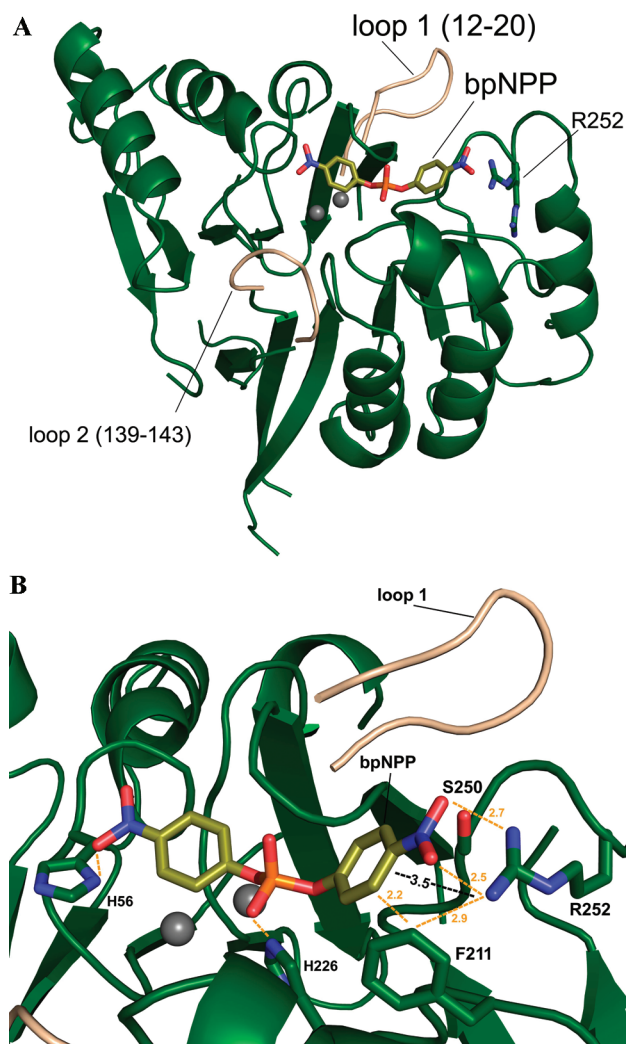 A
loop 1 (12-20)
bpNPP
R252
loop 2 (139-143)
B
loop 1
bpNPP
S250
2.7
H56
3.5
2.5
2.2
2.9
R252
F211
H226